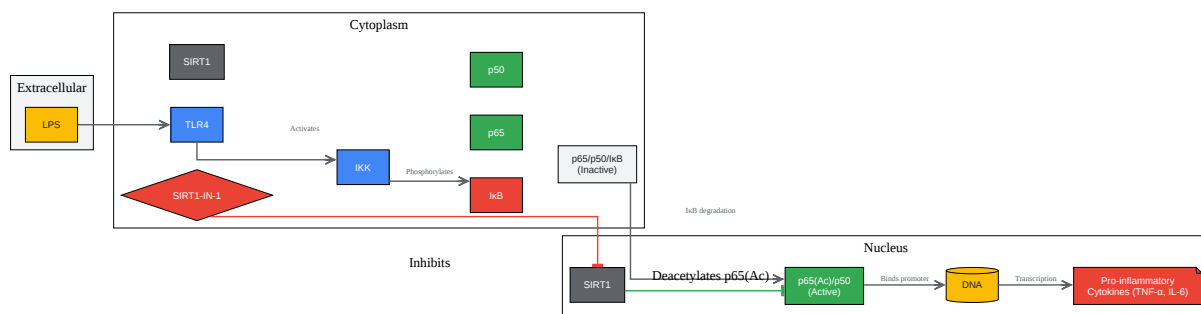 Cytoplasm
SIRT1
p50
Extracellular
LPS
TLR4
Activates
p65
IKK
Phosphorylates
p65/p50/IκB
(Inactive)
SIRT1-IN-1
IκB
IκB degradation
Nucleus
Inhibits
SIRT1
Deacetylates p65(Ac)
p65(Ac)/p50
(Active)
Binds promoter
DNA
Transcription
Pro-inflammatory
Cytokines (TNF-α, IL-6)